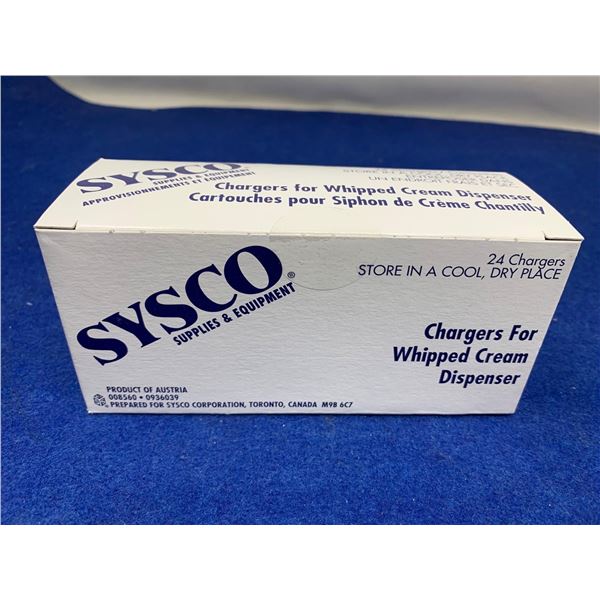 SYSCO
SUPPLIES & EQUIPMENT
APPROVISIONNEMENTS ET EQUIPEMENT
Chargers for Whipped Cream Dispenser
Cartouches pour Siphon de Crème Chantilly
SYSCO®
SUPPLIES & EQUIPMENT
24 Chargers
STORE IN A COOL, DRY PLACE
Chargers For
Whipped Cream
Dispenser
PRODUCT OF AUSTRIA
008560 • 0936039
PREPARED FOR SYSCO CORPORATION, TORONTO, CANADA M9B 6C7